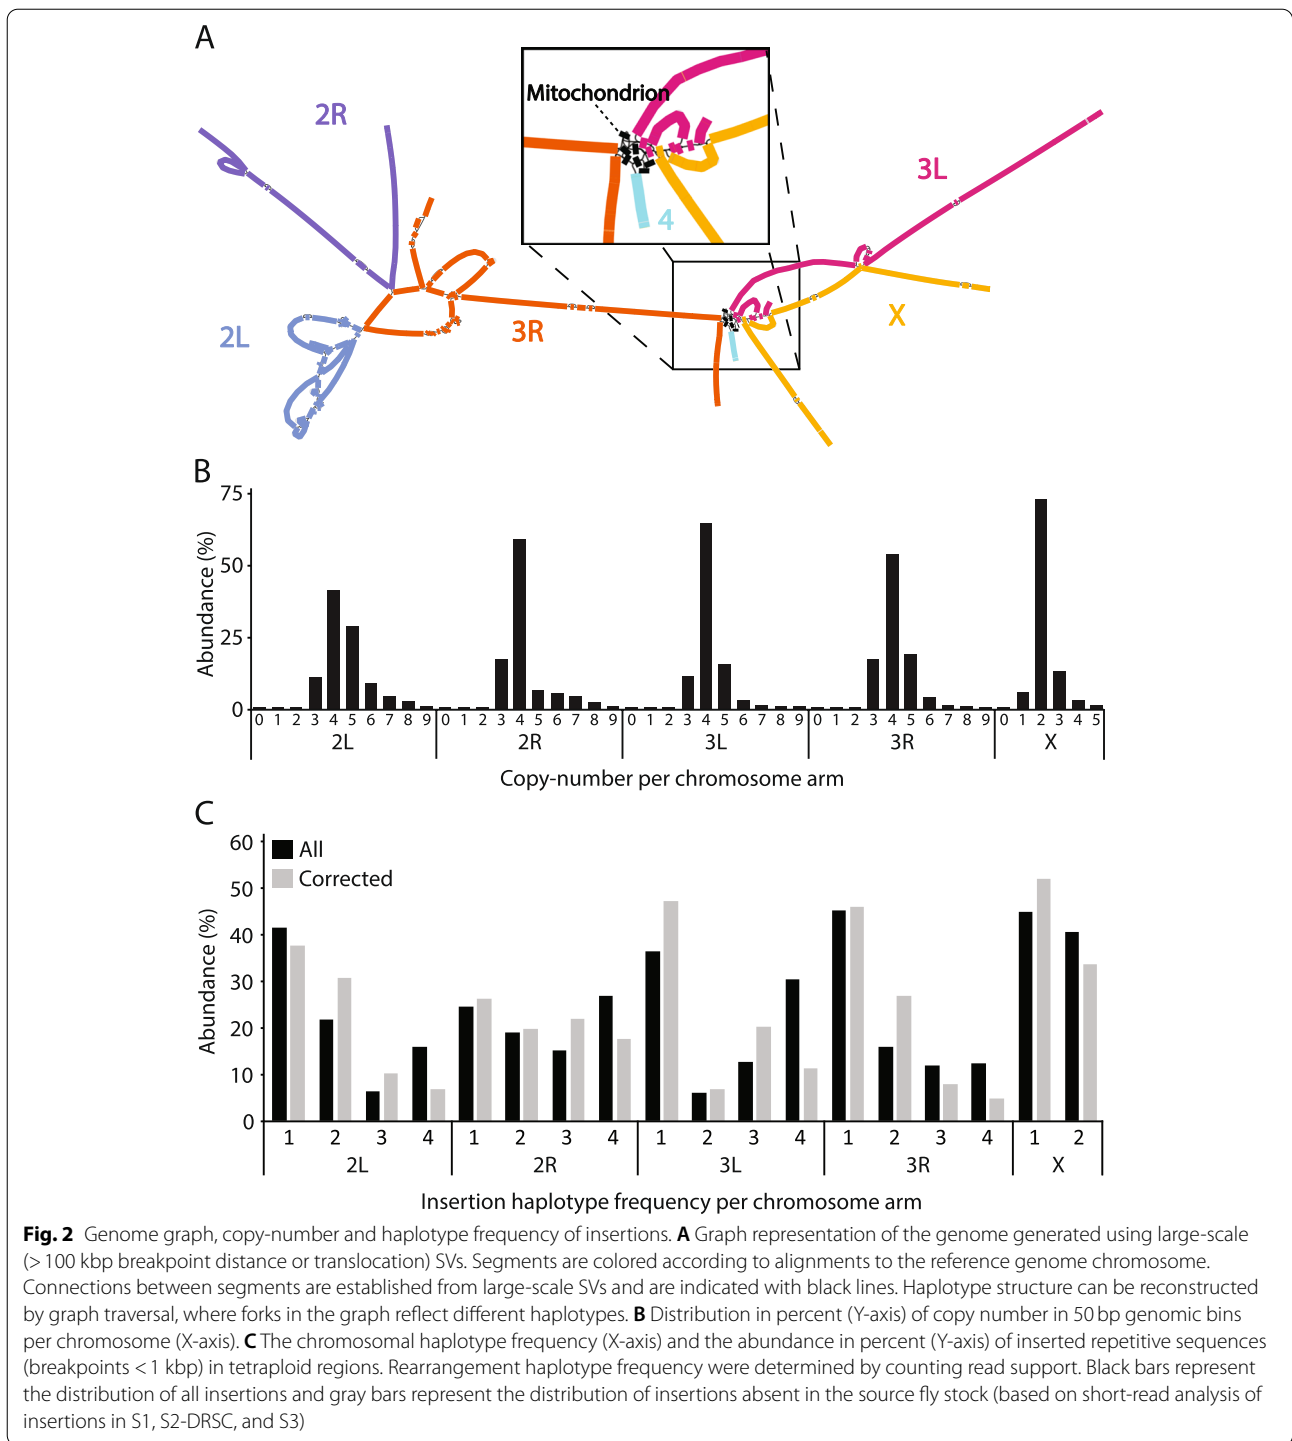 A
Mitochondrion
4
2R
3L
2L
3R
X
B
75
50
25
0
Abundance (%)
0 1 2 3 4 5 6 7 8 9 0 1 2 3 4 5 6 7 8 9 0 1 2 3 4 5 6 7 8 9 0 1 2 3 4 5 6 7 8 9 0 1 2 3 4 5
2L 2R 3L 3R X
Copy-number per chromosome arm
C
All
Corrected
60
50
40
30
20
10
0
Abundance (%)
1 2 3 4 1 2 3 4 1 2 3 4 1 2 3 4 1 2
2L 2R 3L 3R X
Insertion haplotype frequency per chromosome arm
Fig. 2 Genome graph, copy-number and haplotype frequency of insertions. A Graph representation of the genome generated using large-scale
(> 100 kbp breakpoint distance or translocation) SVs. Segments are colored according to alignments to the reference genome chromosome.
Connections between segments are established from large-scale SVs and are indicated with black lines. Haplotype structure can be reconstructed
by graph traversal, where forks in the graph reflect different haplotypes. B Distribution in percent (Y-axis) of copy number in 50 bp genomic bins
per chromosome (X-axis). C The chromosomal haplotype frequency (X-axis) and the abundance in percent (Y-axis) of inserted repetitive sequences
(breakpoints < 1 kbp) in tetraploid regions. Rearrangement haplotype frequency were determined by counting read support. Black bars represent
the distribution of all insertions and gray bars represent the distribution of insertions absent in the source fly stock (based on short-read analysis of
insertions in S1, S2-DRSC, and S3)